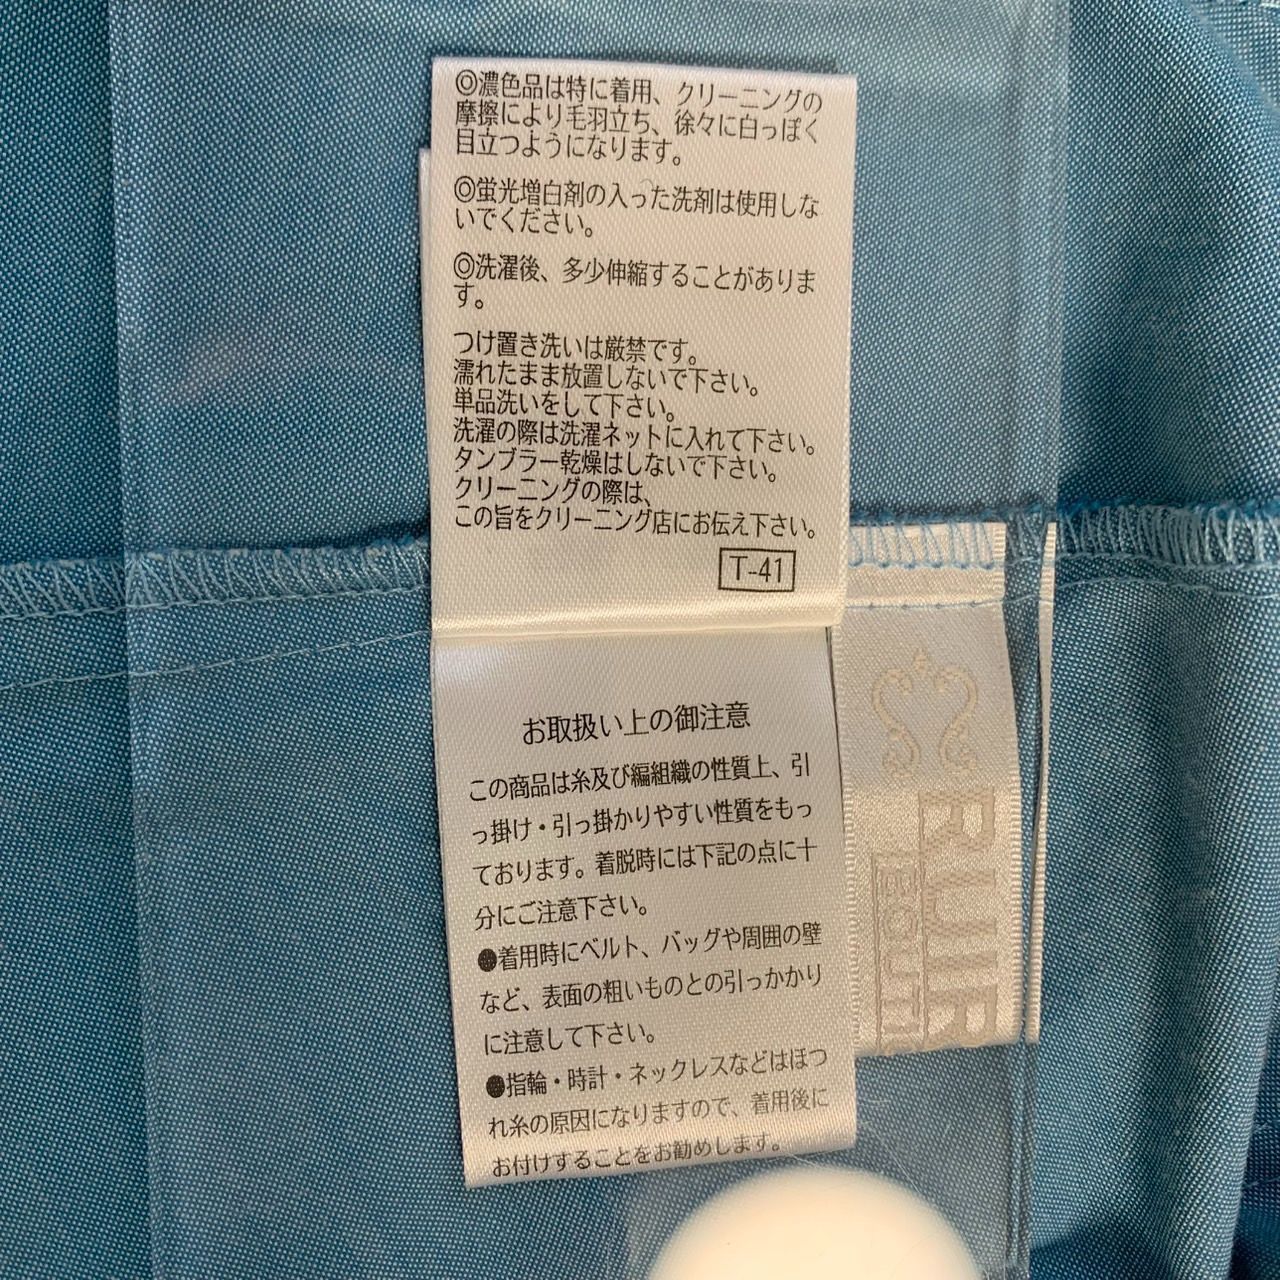 ◎濃色品は特に着用、クリーニングの
摩擦により毛羽立ち、徐々に白っぽく
目立つようになります。
◎蛍光増白剤の入った洗剤は使用しな
いでください。
◎洗濯後、多少伸縮することがありま
す。
つけ置き洗いは厳禁です。
濡れたまま放置しないで下さい。
単品洗いをして下さい。
洗濯の際は洗濯ネットに入れて下さい。
タンブラー乾燥はしないで下さい。
クリーニングの際は、
この旨をクリーニング店にお伝え下さい。
T-41
お取扱い上の御注意
この商品は糸及び編組織の性質上、引
っ掛け・引っ掛かりやすい性質をもっ
ております。着脱時には下記の点に十
分にご注意下さい。
●着用時にベルト、バッグや周囲の壁
など、表面の粗いものとの引っかかり
に注意して下さい。
●指輪・時計・ネックレスなどはほつ
れ糸の原因になりますので、着用後に
お付けすることをお勧めします。
RUIR
BOUTI